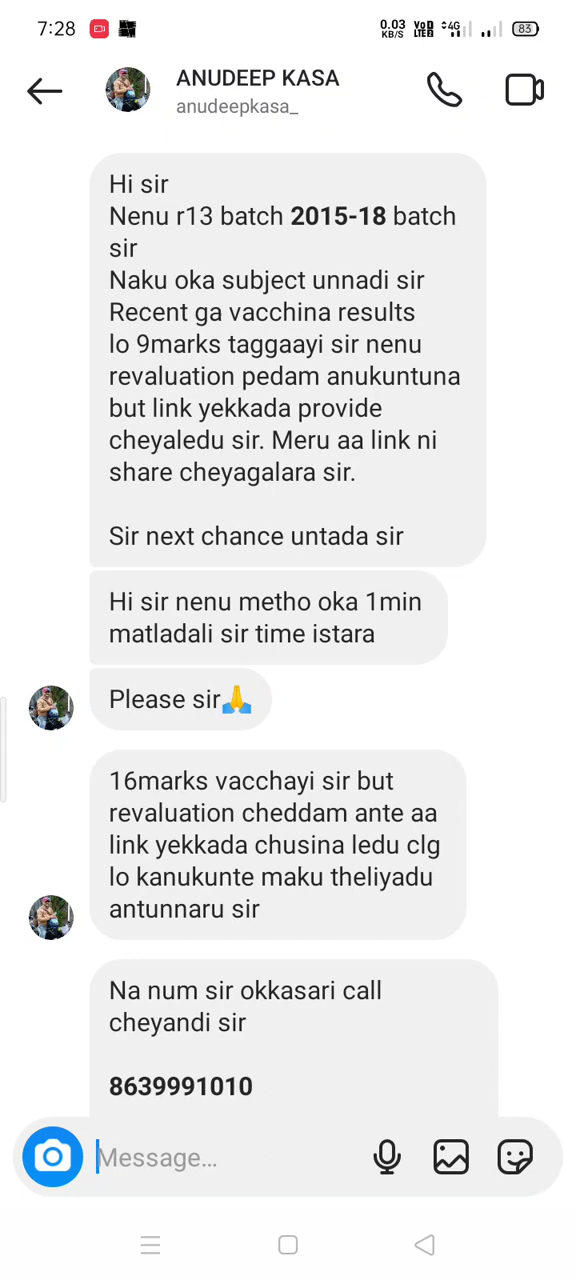 7:28
0.03 KB/S VoD LTE2 4G 83
ANUDEEP KASA
anudeepkasa_
Hi sir
Nenu r13 batch 2015-18 batch
sir
Naku oka subject unnadi sir
Recent ga vacchina results
lo 9marks taggaayi sir nenu
revaluation pedam anukuntuna
but link yekkada provide
cheyaledu sir. Meru aa link ni
share cheyagalara sir.
Sir next chance untada sir
Hi sir nenu metho oka 1min
matladali sir time istara
Please sir🙏
16marks vacchayi sir but
revaluation cheddam ante aa
link yekkada chusina ledu clg
lo kanukunte maku theliyadu
antunnaru sir
Na num sir okkasari call
cheyandi sir
8639991010
Message...